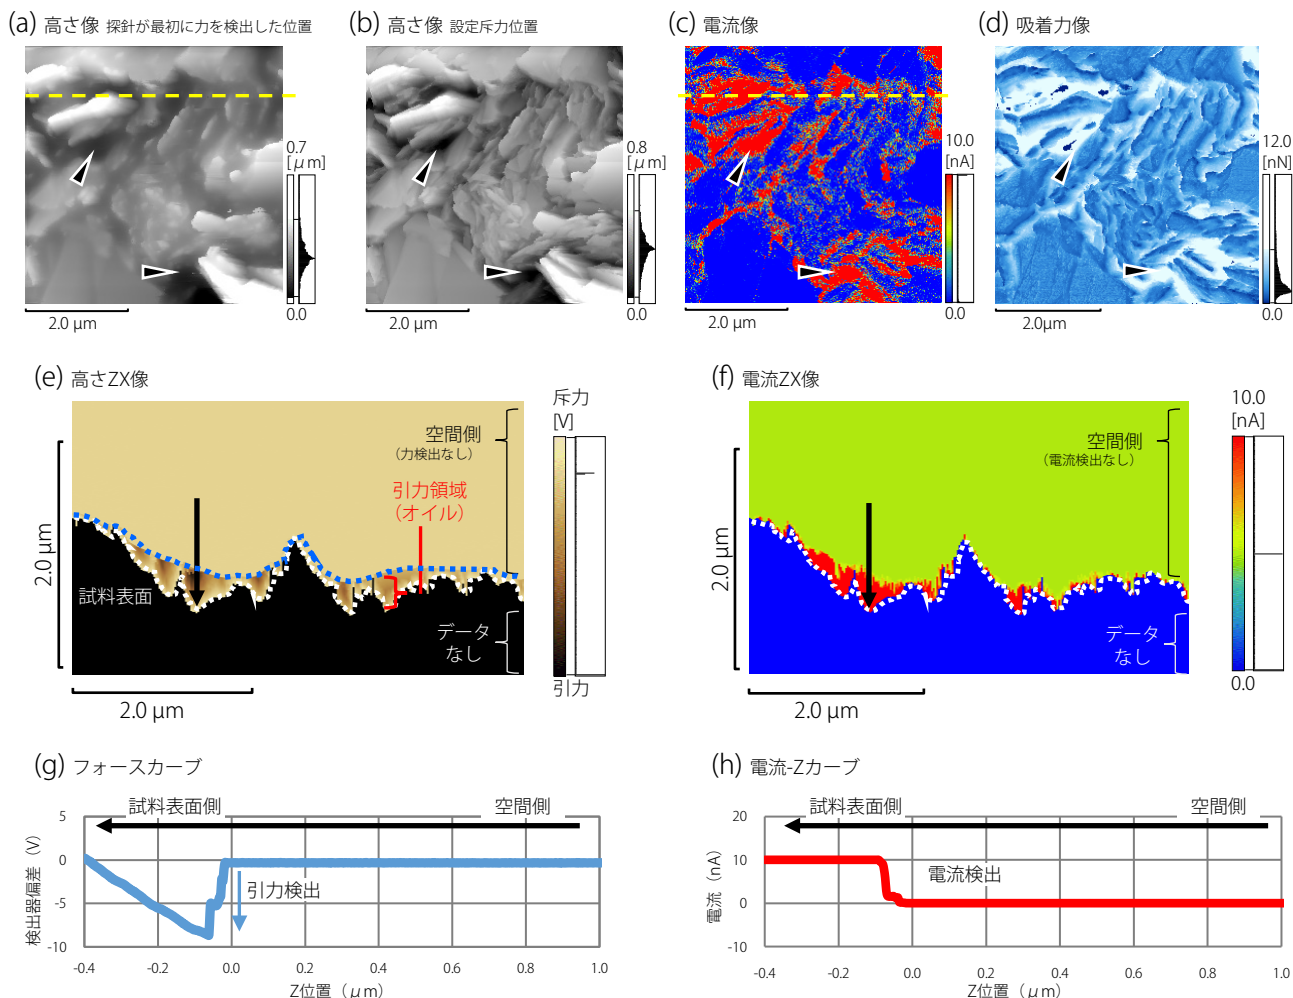 (a) 高さ像 探針が最初に力を検出した位置
(b) 高さ像 設定斥力位置
(c) 電流像
(d) 吸着力像
0.7
[μm]
0.0
2.0 μm
0.8
[μm]
0.0
2.0 μm
10.0
[nA]
0.0
2.0 μm
12.0
[nN]
0.0
2.0μm
(e) 高さZX像
斥力
[V]
空間側
（力検出なし）
引力領域
（オイル）
2.0 μm
試料表面
データ
なし
引力
2.0 μm
(f) 電流ZX像
10.0
[nA]
空間側
（電流検出なし）
2.0 μm
データ
なし
0.0
2.0 μm
(g) フォースカーブ
試料表面側
空間側
検出器偏差（V）
5
0
-5
-10
引力検出
-0.4 -0.2 0.0 0.2 0.4 0.6 0.8 1.0
Z位置（μm）
(h) 電流-Zカーブ
試料表面側
空間側
電流（nA）
20
10
0
-10
電流検出
-0.4 -0.2 0.0 0.2 0.4 0.6 0.8 1.0
Z位置（μm）